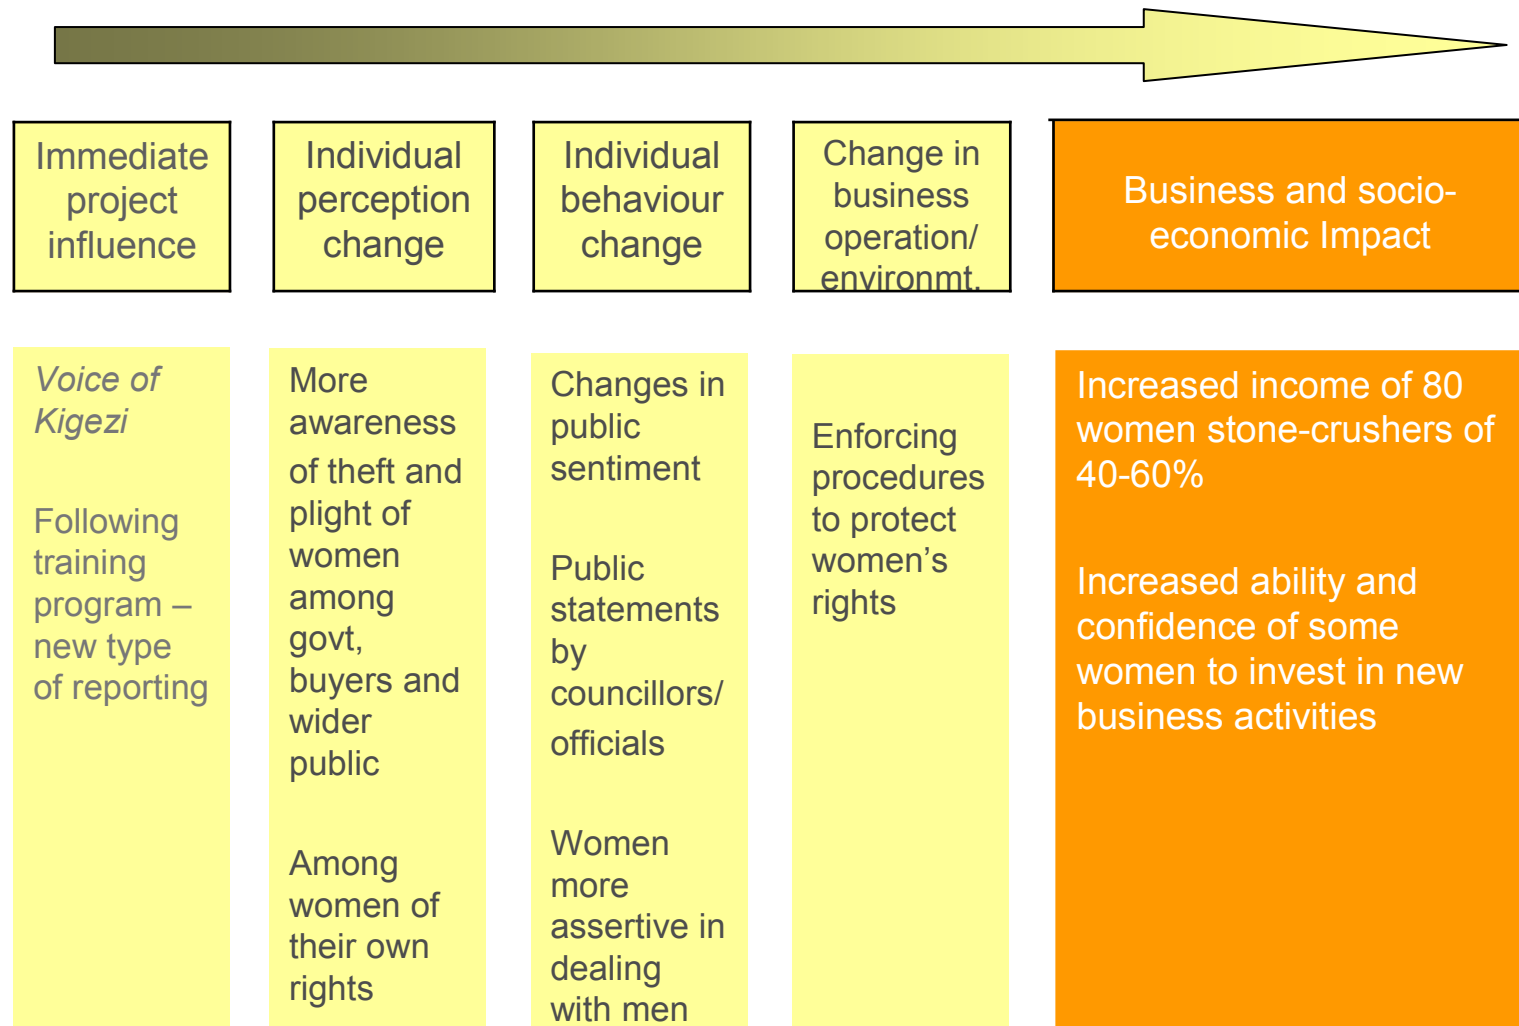 Immediate
project
influence
Individual
perception
change
Individual
behaviour
change
Change in
business
operation/
environmt.
Business and socio-
economic Impact
Voice of
Kigezi
Following
training
program –
new type
of reporting
More
awareness
of theft and
plight of
women
among
govt,
buyers and
wider
public
Among
women of
their own
rights
Changes in
public
sentiment
Public
statements
by
councillors/
officials
Women
more
assertive in
dealing
with men
Enforcing
procedures
to protect
women’s
rights
Increased income of 80
women stone-crushers of
40-60%
Increased ability and
confidence of some
women to invest in new
business activities